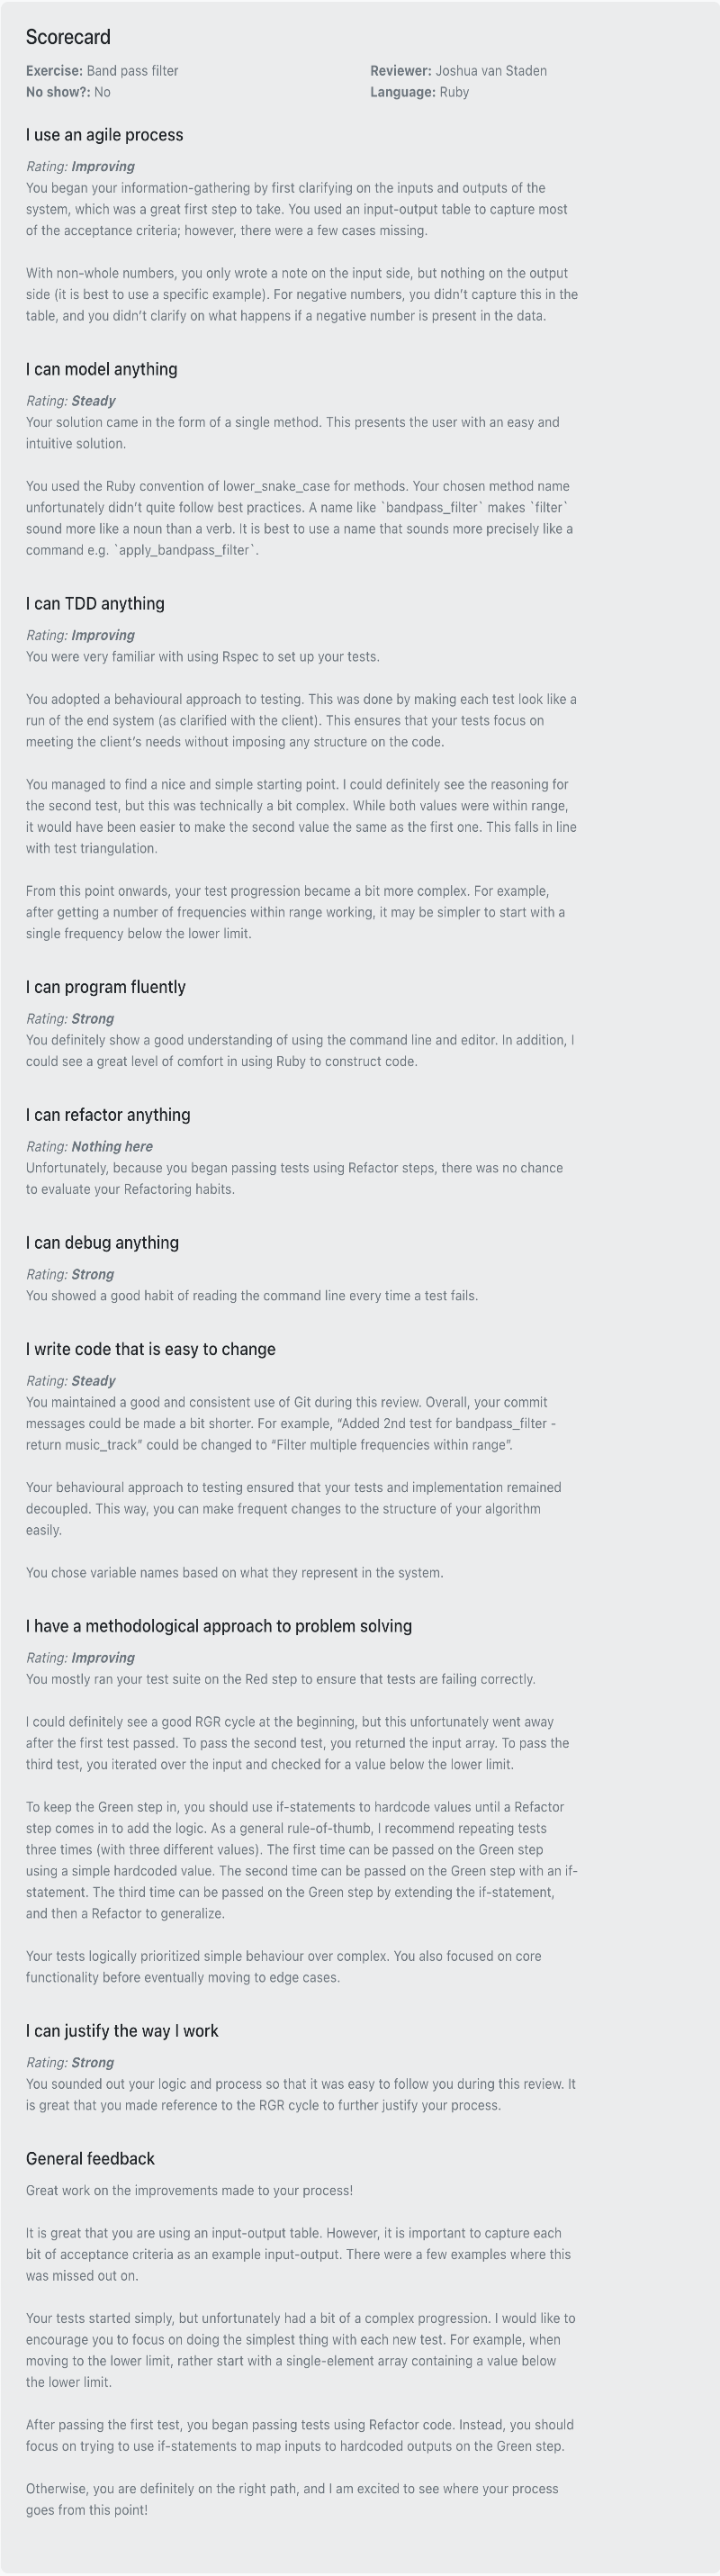 Scorecard
Exercise: Band pass filter
Reviewer: Joshua van Staden
No show?: No
Language: Ruby
I use an agile process
Rating: Improving
You began your information-gathering by first clarifying on the inputs and outputs of the
system, which was a great first step to take. You used an input-output table to capture most
of the acceptance criteria; however, there were a few cases missing.
With non-whole numbers, you only wrote a note on the input side, but nothing on the output
side (it is best to use a specific example). For negative numbers, you didn’t capture this in the
table, and you didn’t clarify on what happens if a negative number is present in the data.
I can model anything
Rating: Steady
Your solution came in the form of a single method. This presents the user with an easy and
intuitive solution.
You used the Ruby convention of lower_snake_case for methods. Your chosen method name
unfortunately didn’t quite follow best practices. A name like `bandpass_filter` makes `filter`
sound more like a noun than a verb. It is best to use a name that sounds more precisely like a
command e.g. `apply_bandpass_filter`.
I can TDD anything
Rating: Improving
You were very familiar with using Rspec to set up your tests.
You adopted a behavioural approach to testing. This was done by making each test look like a
run of the end system (as clarified with the client). This ensures that your tests focus on
meeting the client’s needs without imposing any structure on the code.
You managed to find a nice and simple starting point. I could definitely see the reasoning for
the second test, but this was technically a bit complex. While both values were within range,
it would have been easier to make the second value the same as the first one. This falls in line
with test triangulation.
From this point onwards, your test progression became a bit more complex. For example,
after getting a number of frequencies within range working, it may be simpler to start with a
single frequency below the lower limit.
I can program fluently
Rating: Strong
You definitely show a good understanding of using the command line and editor. In addition, I
could see a great level of comfort in using Ruby to construct code.
I can refactor anything
Rating: Nothing here
Unfortunately, because you began passing tests using Refactor steps, there was no chance
to evaluate your Refactoring habits.
I can debug anything
Rating: Strong
You showed a good habit of reading the command line every time a test fails.
I write code that is easy to change
Rating: Steady
You maintained a good and consistent use of Git during this review. Overall, your commit
messages could be made a bit shorter. For example, “Added 2nd test for bandpass_filter -
return music_track” could be changed to “Filter multiple frequencies within range”.
Your behavioural approach to testing ensured that your tests and implementation remained
decoupled. This way, you can make frequent changes to the structure of your algorithm
easily.
You chose variable names based on what they represent in the system.
I have a methodological approach to problem solving
Rating: Improving
You mostly ran your test suite on the Red step to ensure that tests are failing correctly.
I could definitely see a good RGR cycle at the beginning, but this unfortunately went away
after the first test passed. To pass the second test, you returned the input array. To pass the
third test, you iterated over the input and checked for a value below the lower limit.
To keep the Green step in, you should use if-statements to hardcode values until a Refactor
step comes in to add the logic. As a general rule-of-thumb, I recommend repeating tests
three times (with three different values). The first time can be passed on the Green step
using a simple hardcoded value. The second time can be passed on the Green step with an if-
statement. The third time can be passed on the Green step by extending the if-statement,
and then a Refactor to generalize.
Your tests logically prioritized simple behaviour over complex. You also focused on core
functionality before eventually moving to edge cases.
I can justify the way I work
Rating: Strong
You sounded out your logic and process so that it was easy to follow you during this review. It
is great that you made reference to the RGR cycle to further justify your process.
General feedback
Great work on the improvements made to your process!
It is great that you are using an input-output table. However, it is important to capture each
bit of acceptance criteria as an example input-output. There were a few examples where this
was missed out on.
Your tests started simply, but unfortunately had a bit of a complex progression. I would like to
encourage you to focus on doing the simplest thing with each new test. For example, when
moving to the lower limit, rather start with a single-element array containing a value below
the lower limit.
After passing the first test, you began passing tests using Refactor code. Instead, you should
focus on trying to use if-statements to map inputs to hardcoded outputs on the Green step.
Otherwise, you are definitely on the right path, and I am excited to see where your process
goes from this point!